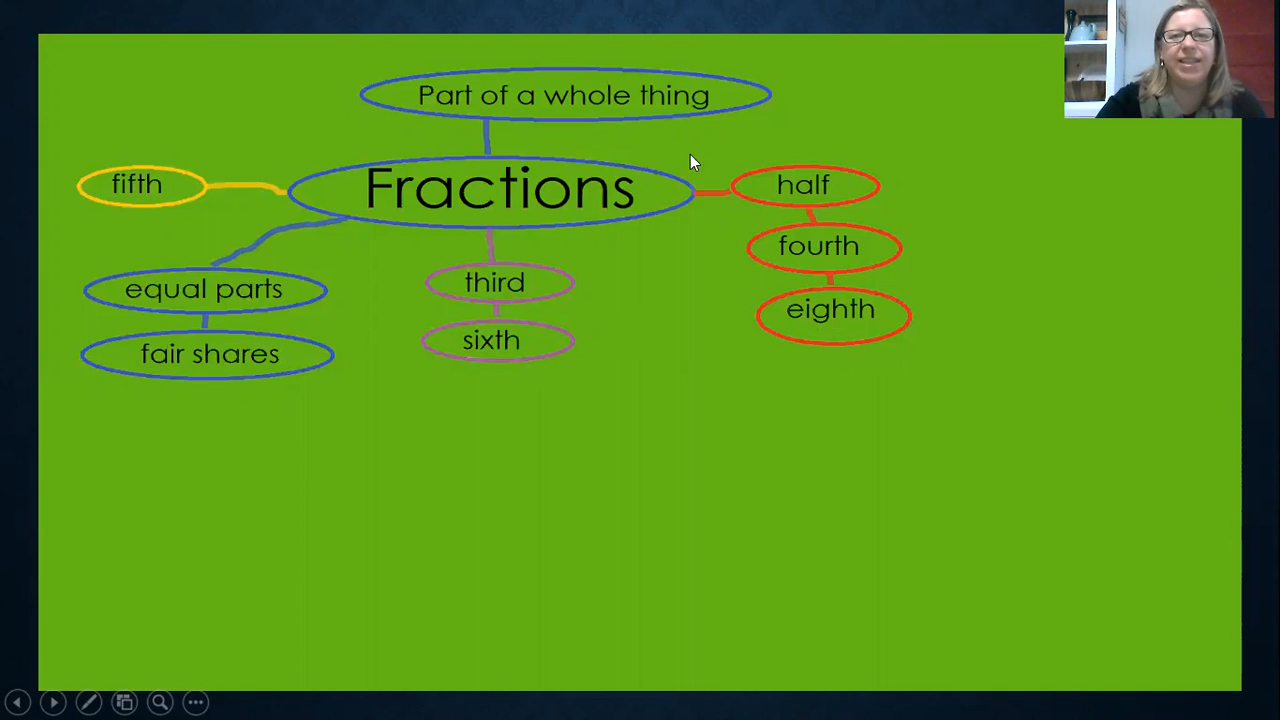 Part of a whole thing
Fractions
fifth
half
fourth
eighth
equal parts
fair shares
third
sixth